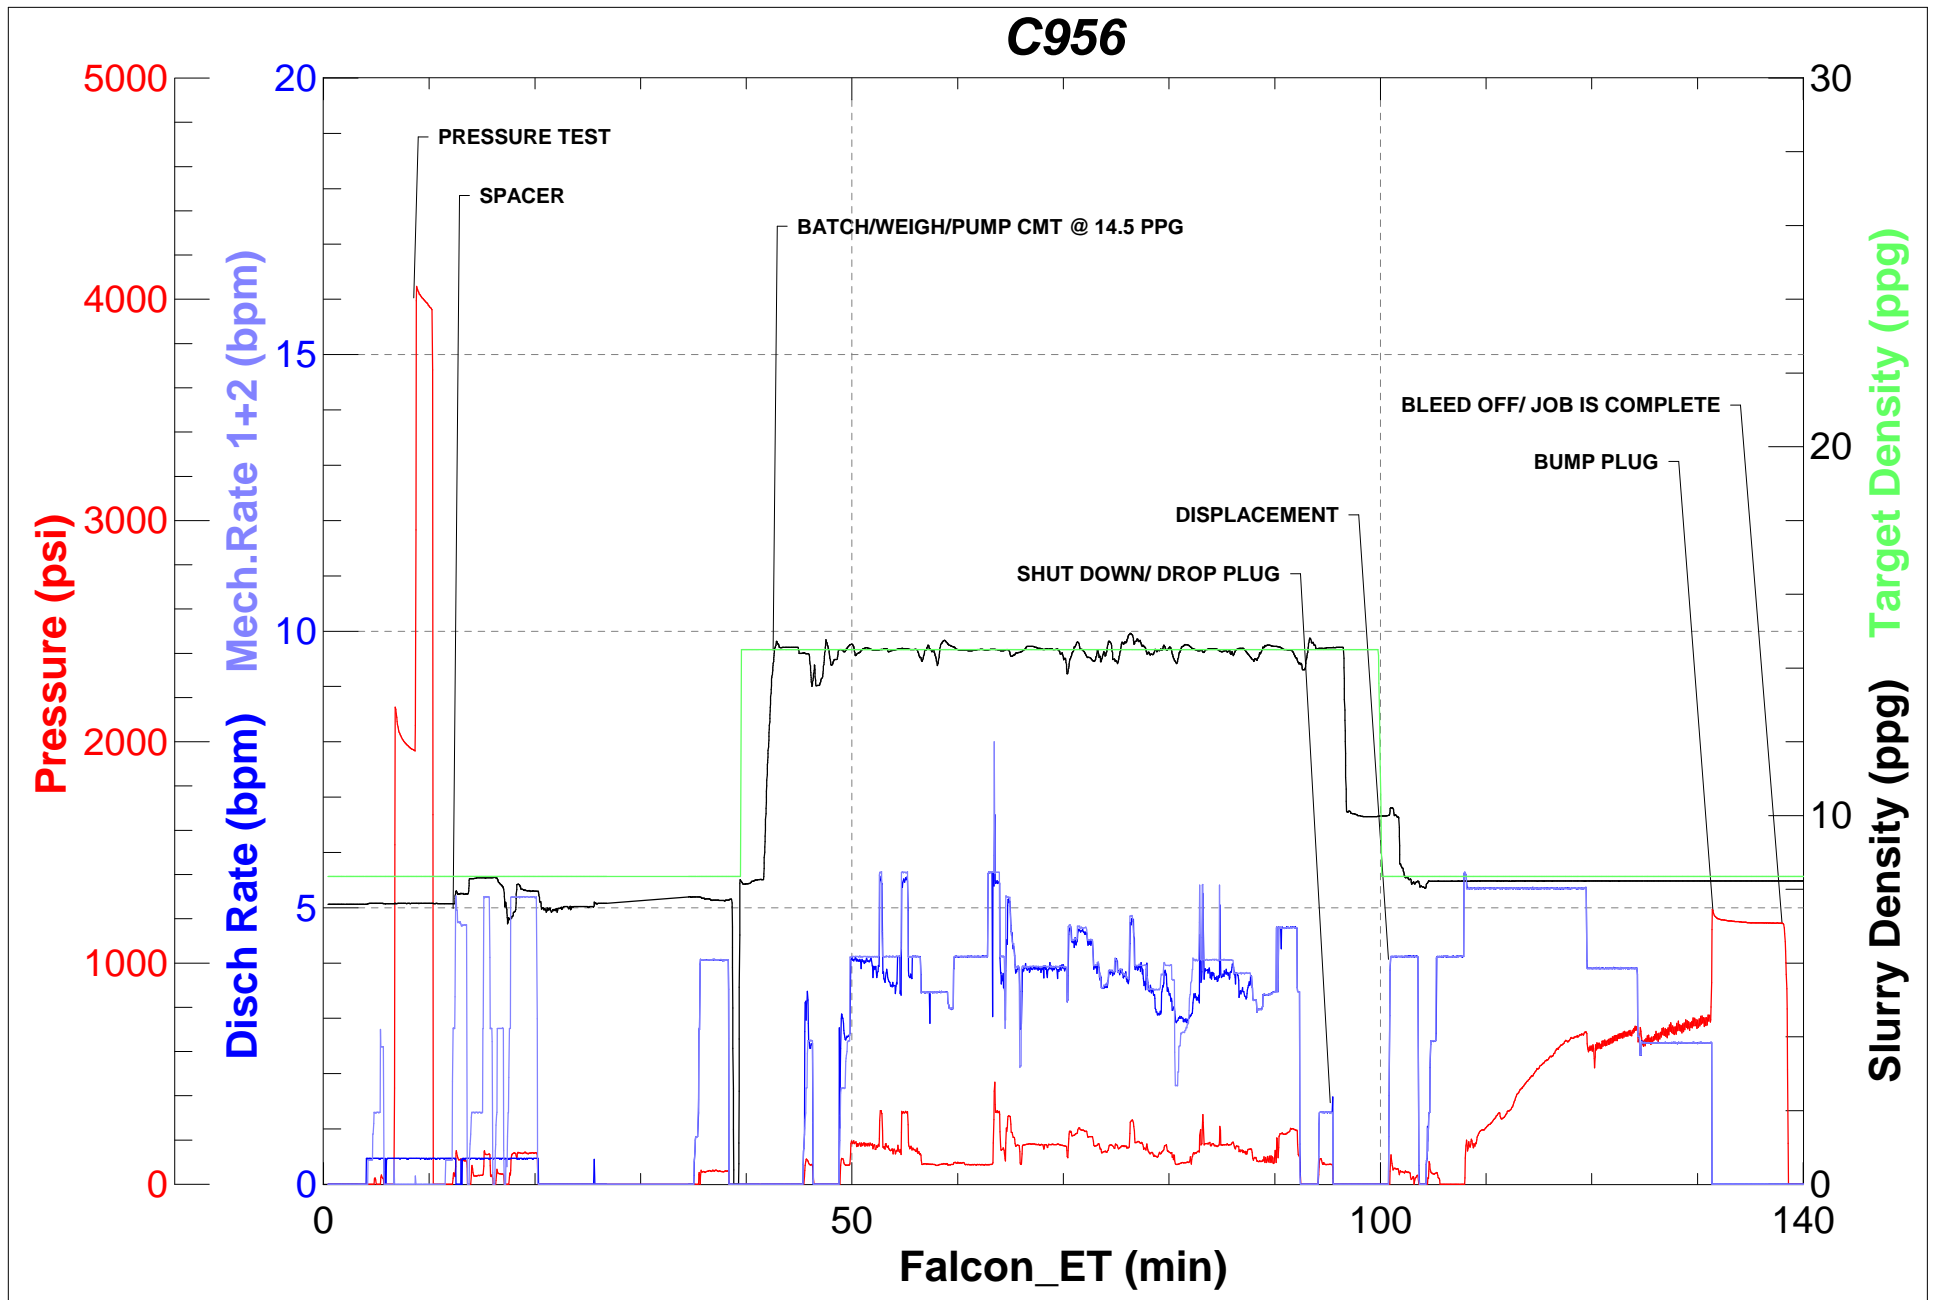 C956
5000
4000
3000
2000
1000
0
Pressure (psi)
20
15
10
5
0
Mech.Rate 1+2 (bpm)
Disch Rate (bpm)
PRESSURE TEST
SPACER
BATCH/WEIGH/PUMP CMT @ 14.5 PPG
BLEED OFF/ JOB IS COMPLETE
BUMP PLUG
DISPLACEMENT
SHUT DOWN/ DROP PLUG
30
20
10
0
Target Density (ppg)
Slurry Density (ppg)
0
50
100
140
Falcon_ET (min)